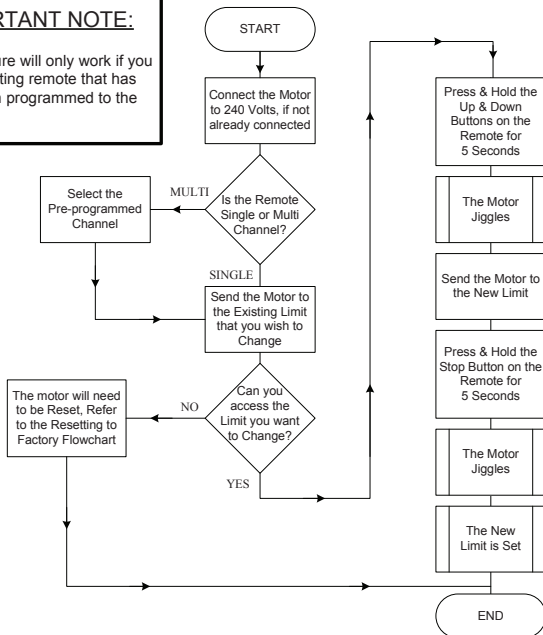 RTANT NOTE:
ure will only work if you
ting remote that has
n programmed to the
START
Connect the Motor
to 240 Volts, if not
already connected
Is the Remote
Single or Multi
Channel?
MULTI
Select the
Pre-programmed
Channel
SINGLE
Send the Motor to
the Existing Limit
that you wish to
Change
Can you
access the
Limit you want
to Change?
NO
The motor will need
to be Reset, Refer
to the Resetting to
Factory Flowchart
YES
Press & Hold the
Up & Down
Buttons on the
Remote for
5 Seconds
The Motor
Jiggles
Send the Motor to
the New Limit
Press & Hold the
Stop Button on the
Remote for
5 Seconds
The Motor
Jiggles
The New
Limit is Set
END